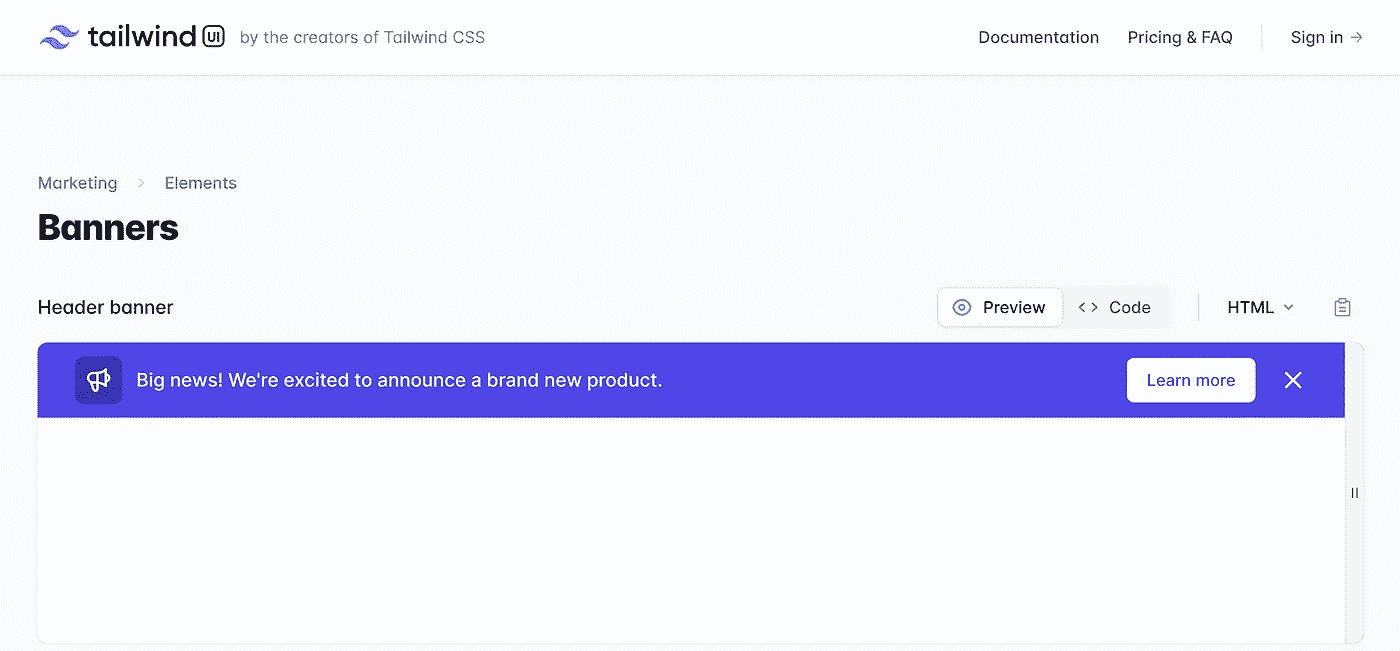 tailwind UI by the creators of Tailwind CSS Documentation Pricing & FAQ Sign in →
Marketing > Elements
Banners
Header banner Preview <> Code HTML
Big news! We're excited to announce a brand new product. Learn more